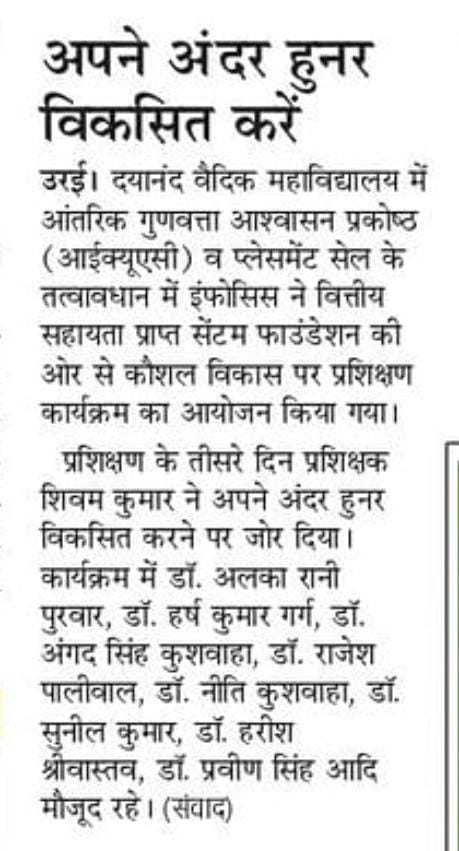 अपने अंदर हुनर
विकसित करें
उरई। दयानंद वैदिक महाविद्यालय में
आंतरिक गुणवत्ता आश्वासन प्रकोष्ठ
(आईक्यूएसी) व प्लेसमेंट सेल के
तत्वावधान में इंफोसिस ने वित्तीय
सहायता प्राप्त सेंटम फाउंडेशन की
ओर से कौशल विकास पर प्रशिक्षण
कार्यक्रम का आयोजन किया गया।
प्रशिक्षण के तीसरे दिन प्रशिक्षक
शिवम कुमार ने अपने अंदर हुनर
विकसित करने पर जोर दिया।
कार्यक्रम में डॉ. अलका रानी
पुरवार, डॉ. हर्ष कुमार गर्ग, डॉ.
अंगद सिंह कुशवाहा, डॉ. राजेश
पालीवाल, डॉ. नीति कुशवाहा, डॉ.
सुनील कुमार, डॉ. हरीश
श्रीवास्तव, डॉ. प्रवीण सिंह आदि
मौजूद रहे। (संवाद)